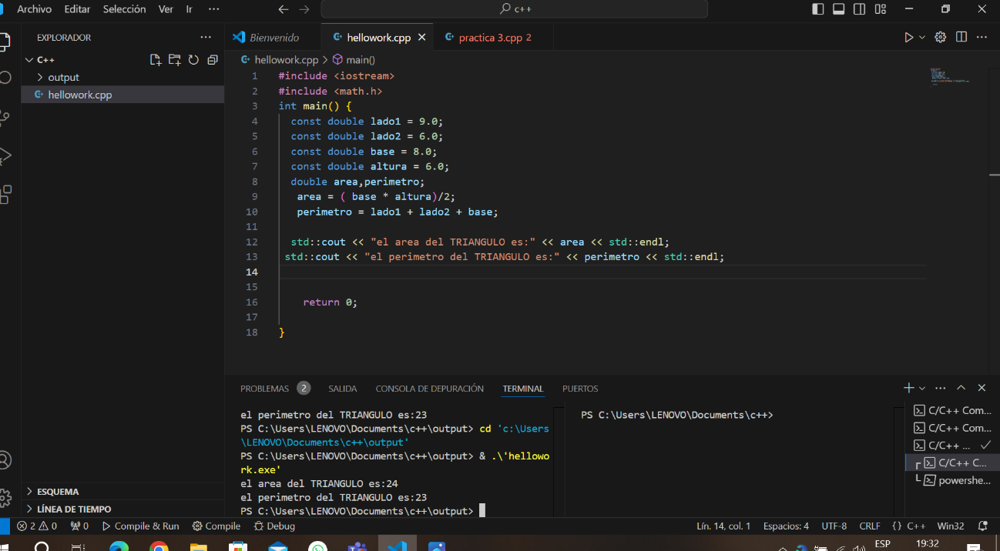 Archivo Editar Selección Ver Ir ··· c++
EXPLORADOR ···
C++
output
hellowork.cpp
Bienvenido hellowork.cpp practica 3.cpp 2
hellowork.cpp > main()
1 #include <iostream>
2 #include <math.h>
3 int main() {
4 const double lado1 = 9.0;
5 const double lado2 = 6.0;
6 const double base = 8.0;
7 const double altura = 6.0;
8 double area,perimetro;
9 area = ( base * altura)/2;
10 perimetro = lado1 + lado2 + base;
11
12 std::cout << "el area del TRIANGULO es:" << area << std::endl;
13 std::cout << "el perimetro del TRIANGULO es:" << perimetro << std::endl;
14
15
16 return 0;
17
18 }
PROBLEMAS 2 SALIDA CONSOLA DE DEPURACIÓN TERMINAL PUERTOS
el perimetro del TRIANGULO es:23
PS C:\Users\LENOVO\Documents\c++\output> cd 'c:\Users
\LENOVO\Documents\c++\output'
PS C:\Users\LENOVO\Documents\c++\output> & .\'hellowo
rk.exe'
el area del TRIANGULO es:24
el perimetro del TRIANGULO es:23
PS C:\Users\LENOVO\Documents\c++\output>
PS C:\Users\LENOVO\Documents\c++>
C/C++ Com...
C/C++ Com...
C/C++ ...
C/C++ C...
powershe...
ESQUEMA
LÍNEA DE TIEMPO
2 0 0 Compile & Run Compile Debug Lín. 14, col. 1 Espacios: 4 UTF-8 CRLF {} C++ Win32
ESP 19:32